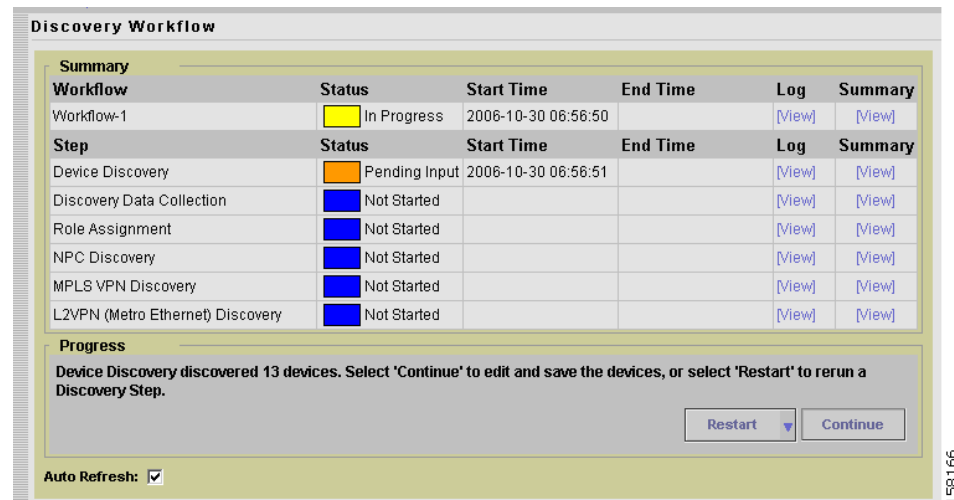 Discovery Workflow
Summary
Workflow Status Start Time End Time Log Summary
Workflow-1 In Progress 2006-10-30 06:56:50 [View] [View]
Step Status Start Time End Time Log Summary
Device Discovery Pending Input 2006-10-30 06:56:51 [View] [View]
Discovery Data Collection Not Started [View] [View]
Role Assignment Not Started [View] [View]
NPC Discovery Not Started [View] [View]
MPLS VPN Discovery Not Started [View] [View]
L2VPN (Metro Ethernet) Discovery Not Started [View] [View]
Progress
Device Discovery discovered 13 devices. Select 'Continue' to edit and save the devices, or select 'Restart' to rerun a
Discovery Step.
Restart Continue
Auto Refresh: